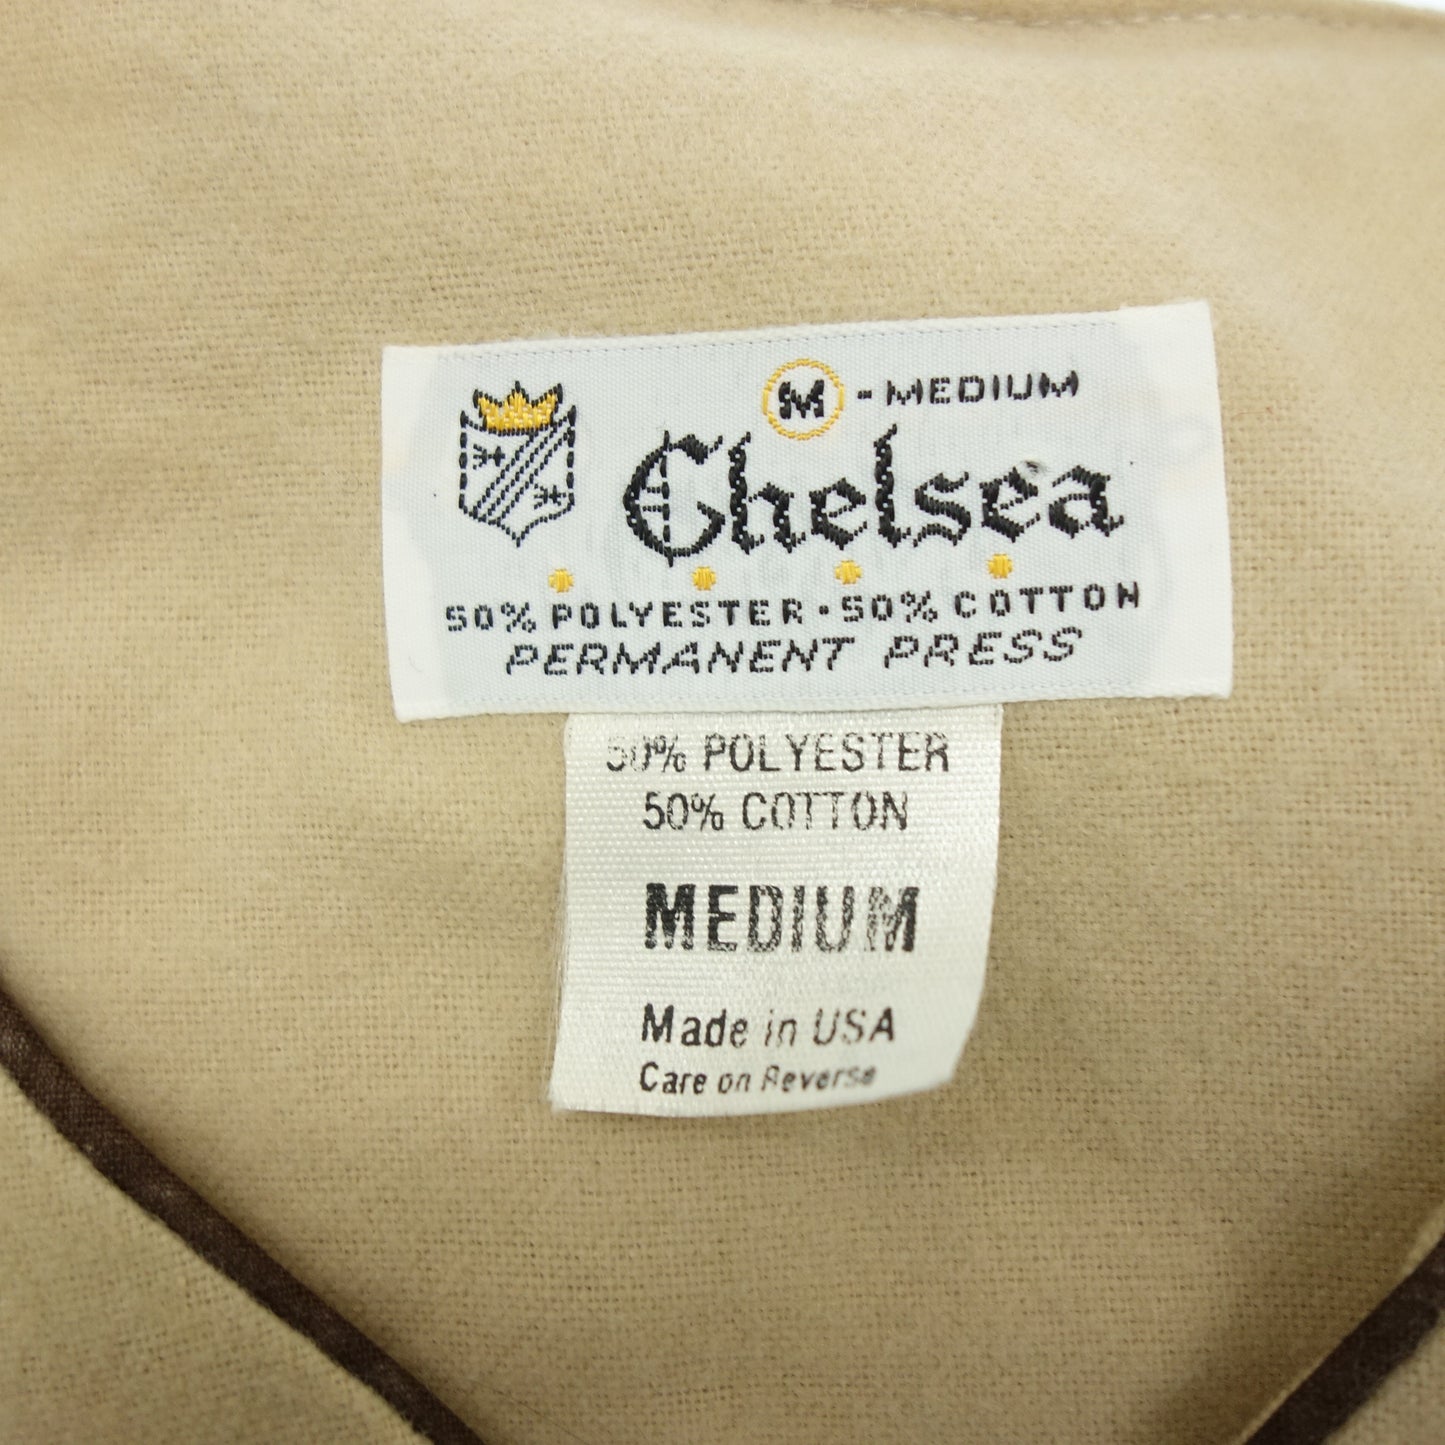 M - MEDIUM
Chelsea
50% POLYESTER · 50% COTTON
PERMANENT PRESS
50% POLYESTER
50% COTTON
MEDIUM
Made in USA
Care on Reverse